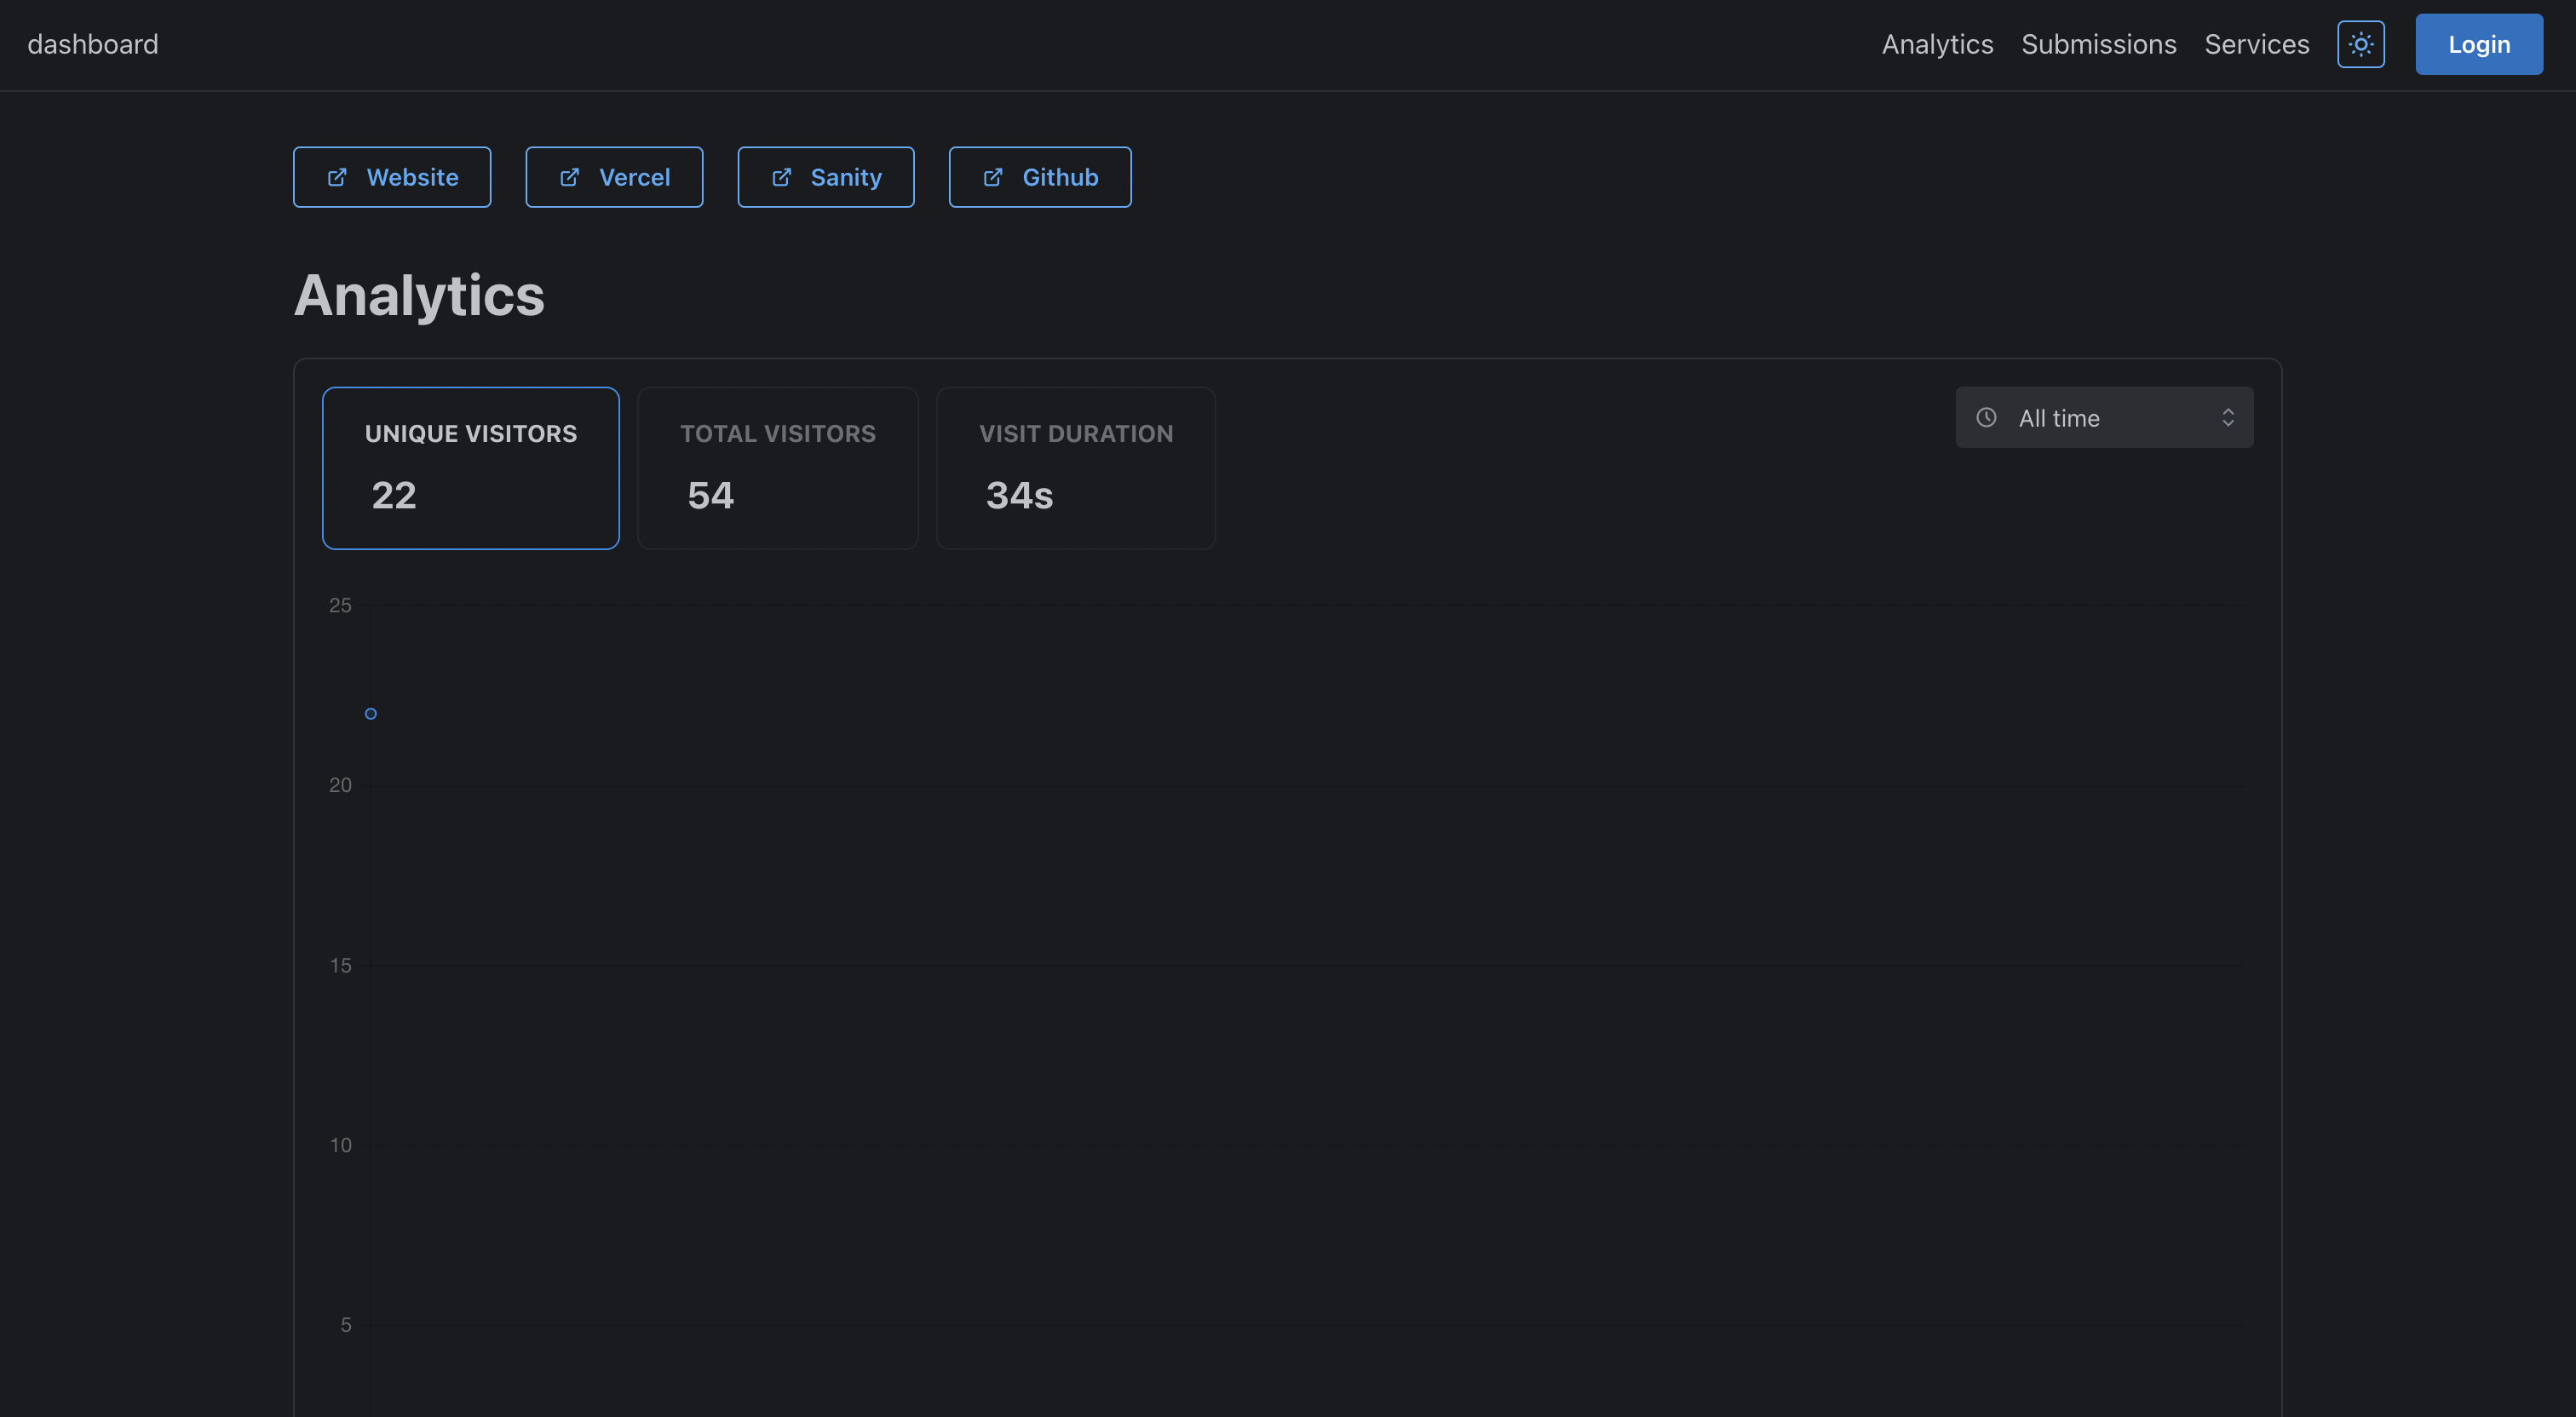 dashboard
Analytics Submissions Services Login
Website Vercel Sanity Github
Analytics
UNIQUE VISITORS TOTAL VISITORS VISIT DURATION
22 54 34s
All time
25
20
15
10
5